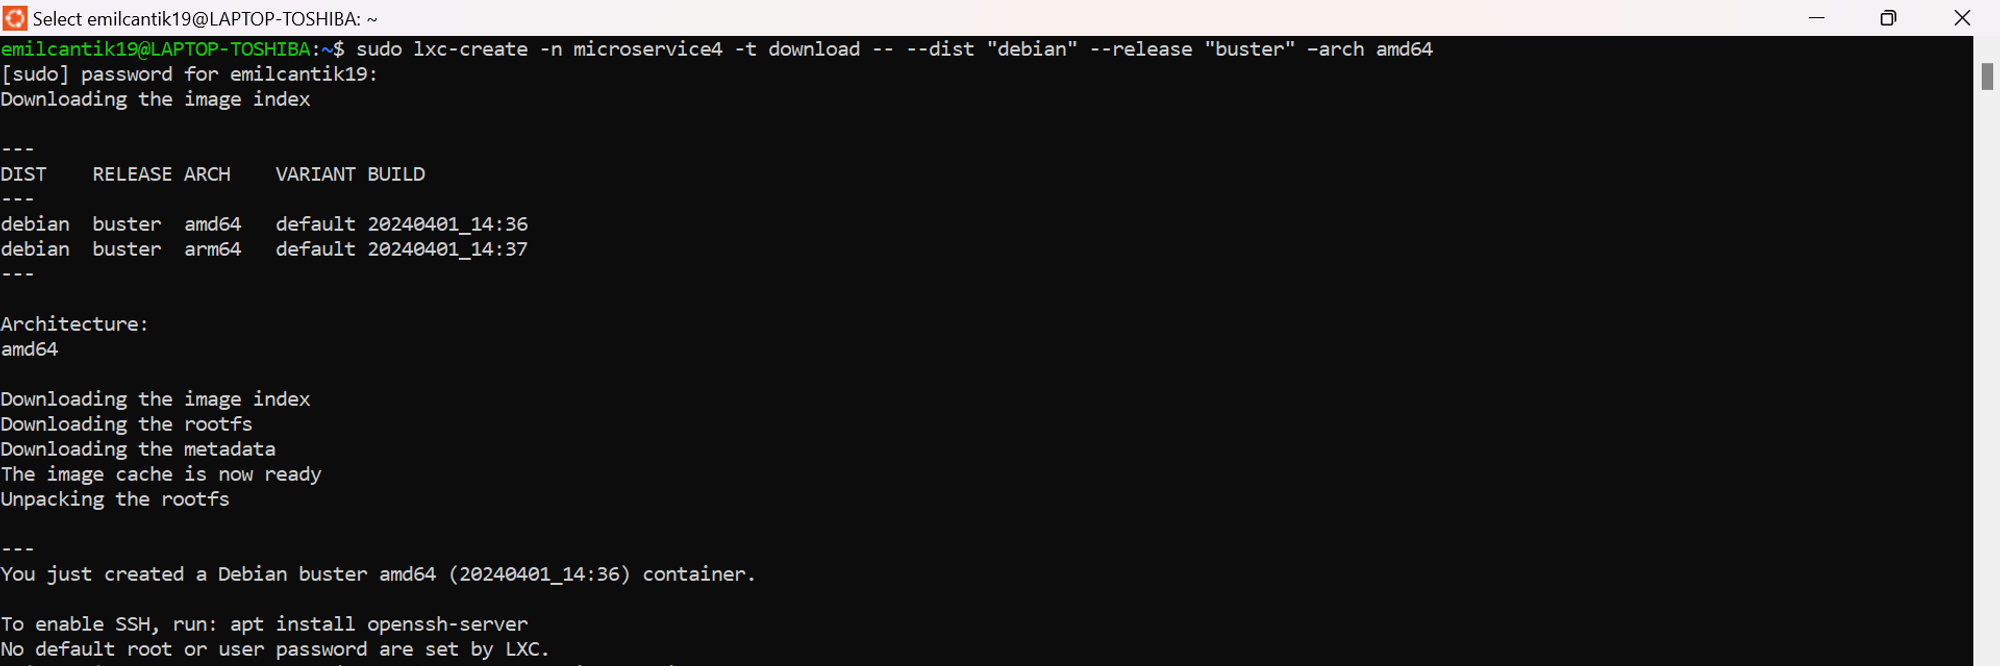 Select emilcantik19@LAPTOP-TOSHIBA: ~
emilcantik19@LAPTOP-TOSHIBA:~$ sudo lxc-create -n microservice4 -t download -- --dist "debian" --release "buster" –arch amd64
[sudo] password for emilcantik19:
Downloading the image index
---
DIST RELEASE ARCH VARIANT BUILD
---
debian buster amd64 default 20240401_14:36
debian buster arm64 default 20240401_14:37
---
Architecture:
amd64
Downloading the image index
Downloading the rootfs
Downloading the metadata
The image cache is now ready
Unpacking the rootfs
---
You just created a Debian buster amd64 (20240401_14:36) container.
To enable SSH, run: apt install openssh-server
No default root or user password are set by LXC.